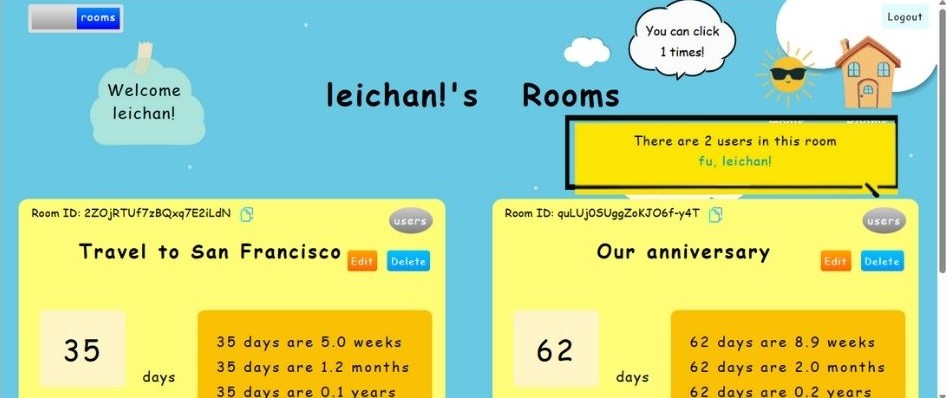 rooms
Logout
You can click
1 times!
Welcome
leichan!
leichan!'s Rooms
There are 2 users in this room
fu, leichan!
Room ID: 2ZOjRTUf7zBQxq7E2iLdN
users
Travel to San Francisco
Edit
Delete
35
days
35 days are 5.0 weeks
35 days are 1.2 months
35 days are 0.1 years
Room ID: quLUj0SUggZoKJO6f-y4T
users
Our anniversary
Edit
Delete
62
days
62 days are 8.9 weeks
62 days are 2.0 months
62 days are 0.2 years